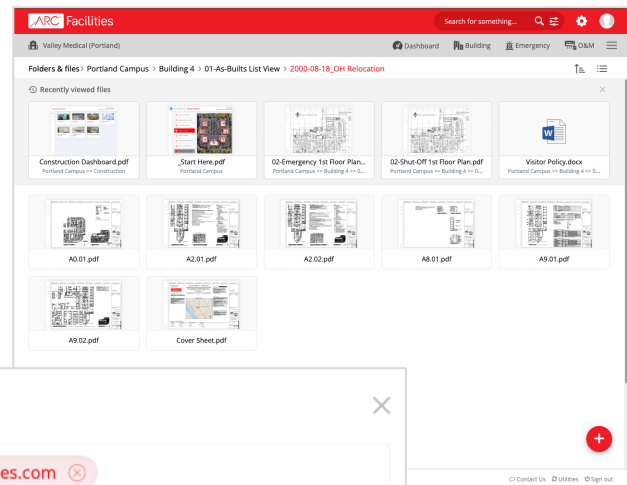 ARC Facilities
Search for something...
Valley Medical (Portland)
Dashboard
Building
Emergency
O&M
Folders & files> Portland Campus > Building 4 > 01-As-Builts List View > 2000-08-18_OH Relocation
Recently viewed files
Construction Dashboard.pdf
Portland Campus >> Construction
_Start Here.pdf
Portland Campus
02-Emergency 1st Floor Plan...
Portland Campus >> Building 4 >> 0...
02-Shut-Off 1st Floor Plan.pdf
Portland Campus >> Building 4 >> 0...
W
Visitor Policy.docx
Portland Campus >> Building 4 >> 0...
A0.01.pdf
A2.01.pdf
A2.02.pdf
A8.01.pdf
A9.01.pdf
A9.02.pdf
Cover Sheet.pdf
es.com
Contact Us
Utilities
Sign out